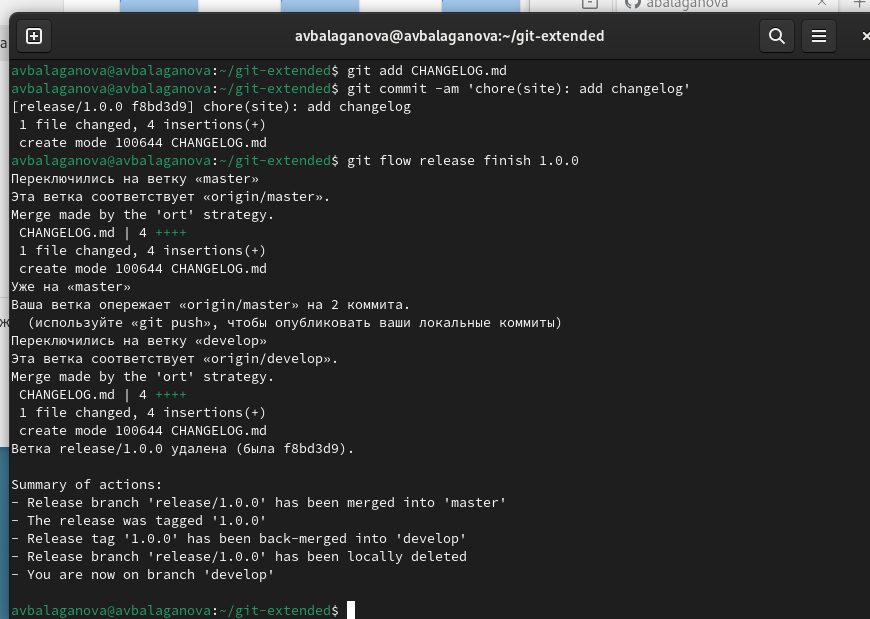 abalaganova
avbalaganova@avbalaganova:~/git-extended
avbalaganova@avbalaganova:~/git-extended$ git add CHANGELOG.md
avbalaganova@avbalaganova:~/git-extended$ git commit -am 'chore(site): add changelog'
[release/1.0.0 f8bd3d9] chore(site): add changelog
 1 file changed, 4 insertions(+)
 create mode 100644 CHANGELOG.md
avbalaganova@avbalaganova:~/git-extended$ git flow release finish 1.0.0
Переключились на ветку «master»
Эта ветка соответствует «origin/master».
Merge made by the 'ort' strategy.
 CHANGELOG.md | 4 ++++
 1 file changed, 4 insertions(+)
 create mode 100644 CHANGELOG.md
Уже на «master»
Ваша ветка опережает «origin/master» на 2 коммита.
  (используйте «git push», чтобы опубликовать ваши локальные коммиты)
Переключились на ветку «develop»
Эта ветка соответствует «origin/develop».
Merge made by the 'ort' strategy.
 CHANGELOG.md | 4 ++++
 1 file changed, 4 insertions(+)
 create mode 100644 CHANGELOG.md
Ветка release/1.0.0 удалена (была f8bd3d9).
Summary of actions:
- Release branch 'release/1.0.0' has been merged into 'master'
- The release was tagged '1.0.0'
- Release tag '1.0.0' has been back-merged into 'develop'
- Release branch 'release/1.0.0' has been locally deleted
- You are now on branch 'develop'
avbalaganova@avbalaganova:~/git-extended$